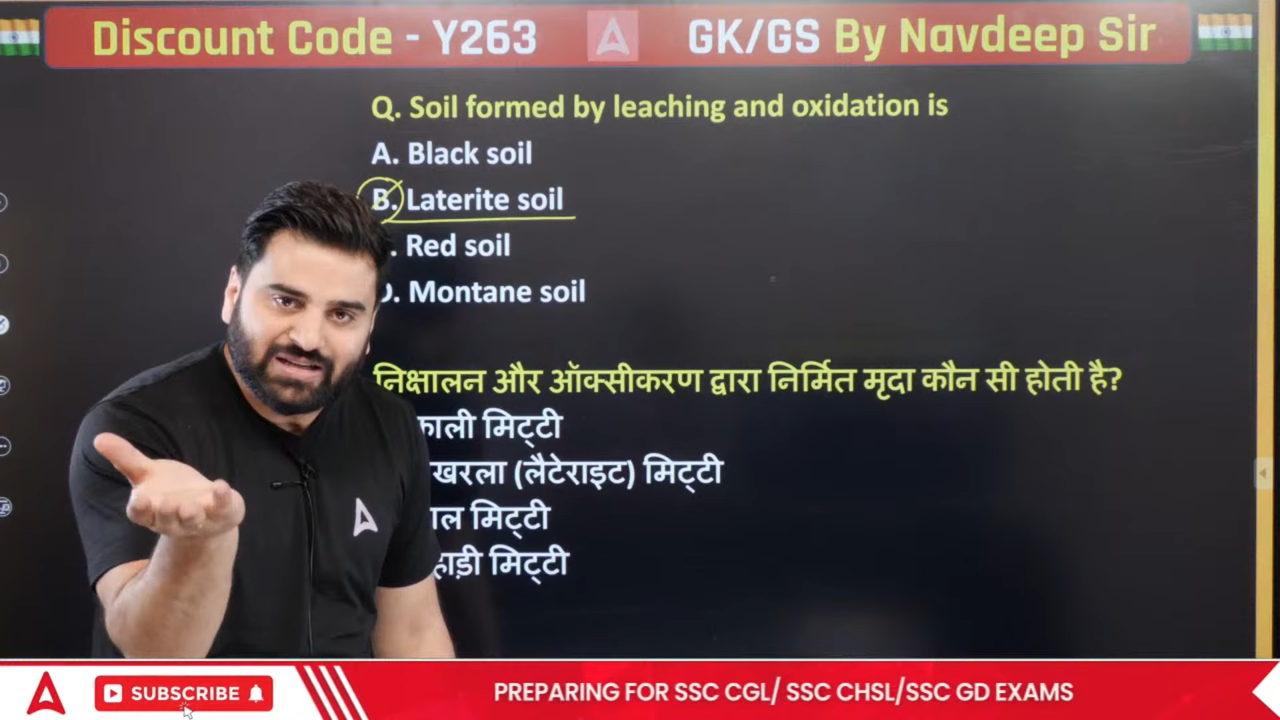 Discount Code - Y263 GK/GS By Navdeep Sir
Q. Soil formed by leaching and oxidation is
A. Black soil
B. Laterite soil
. Red soil
D. Montane soil
निक्षालन और ऑक्सीकरण द्वारा निर्मित मृदा कौन सी होती है?
काली मिट्टी
खरला (लैटेराइट) मिट्टी
मिट्टी
मिट्टी
SUBSCRIBE
PREPARING FOR SSC CGL/ SSC CHSL/SSC GD EXAMS